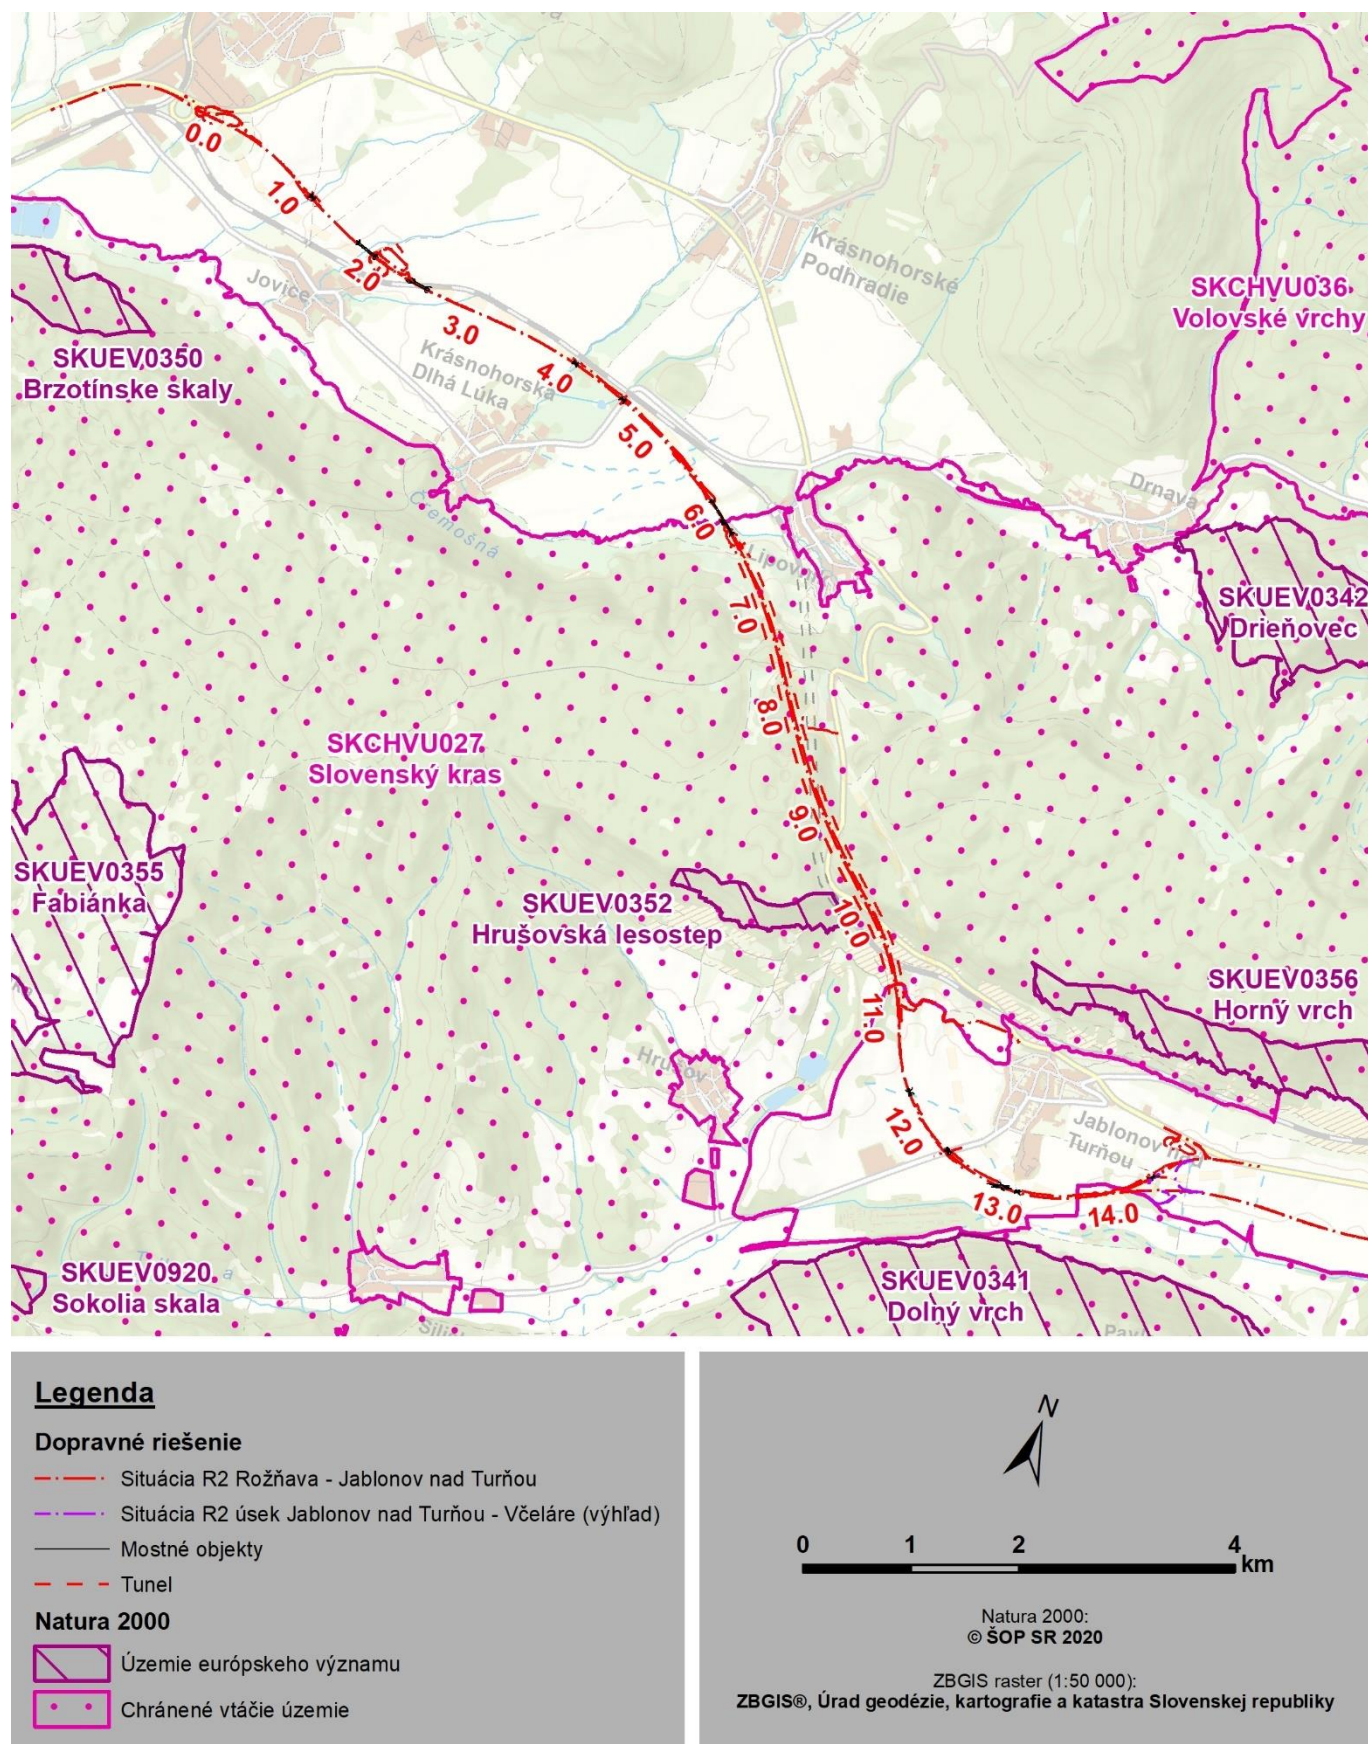 0.0
1.0
2.0
Jovice
3.0
Krásnohorská
Dlhá Lúka
4.0
5.0
Krásnohorské
Podhradie
SKCHVU036
Volovské vrchy
SKUEV0350
Brzotínske skaly
Čremošná
6.0
Drnava
SKUEV0342
Drieňovec
7.0
8.0
SKCHVU027
Slovenský kras
9.0
SKUEV0355
Fabiánka
SKUEV0352
Hrušovská lesostep
10.0
SKUEV0356
Horný vrch
11.0
Hrušov
12.0
Jablonov nad
Turňou
13.0
14.0
SKUEV0920
Sokolia skala
SKUEV0341
Dolný vrch
Legenda
Dopravné riešenie
Situácia R2 Rožňava - Jablonov nad Turňou
Situácia R2 úsek Jablonov nad Turňou - Včeláre (výhľad)
Mostné objekty
Tunel
Natura 2000
Územie európskeho významu
Chránené vtáčie územie
N
0 1 2 4
km
Natura 2000:
© ŠOP SR 2020
ZBGIS raster (1:50 000):
ZBGIS®, Úrad geodézie, kartografie a katastra Slovenskej republiky